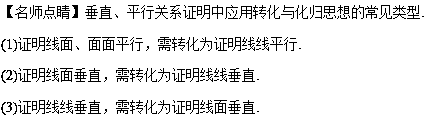 【名师点睛】垂直、平行关系证明中应用转化与化归思想的常见类型.
(1)证明线面、面面平行，需转化为证明线线平行.
(2)证明线面垂直，需转化为证明线线垂直.
(3)证明线线垂直，需转化为证明线面垂直.